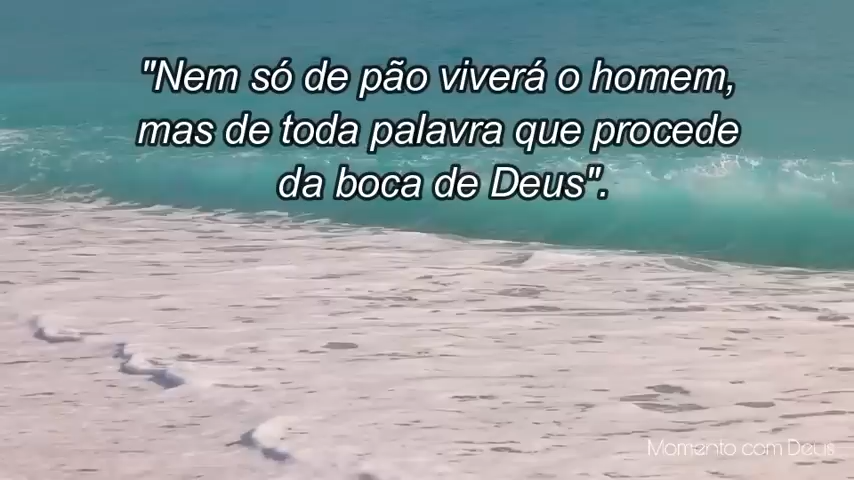 "Nem só de pão viverá o homem,
mas de toda palavra que procede
da boca de Deus".
Momento com Deus